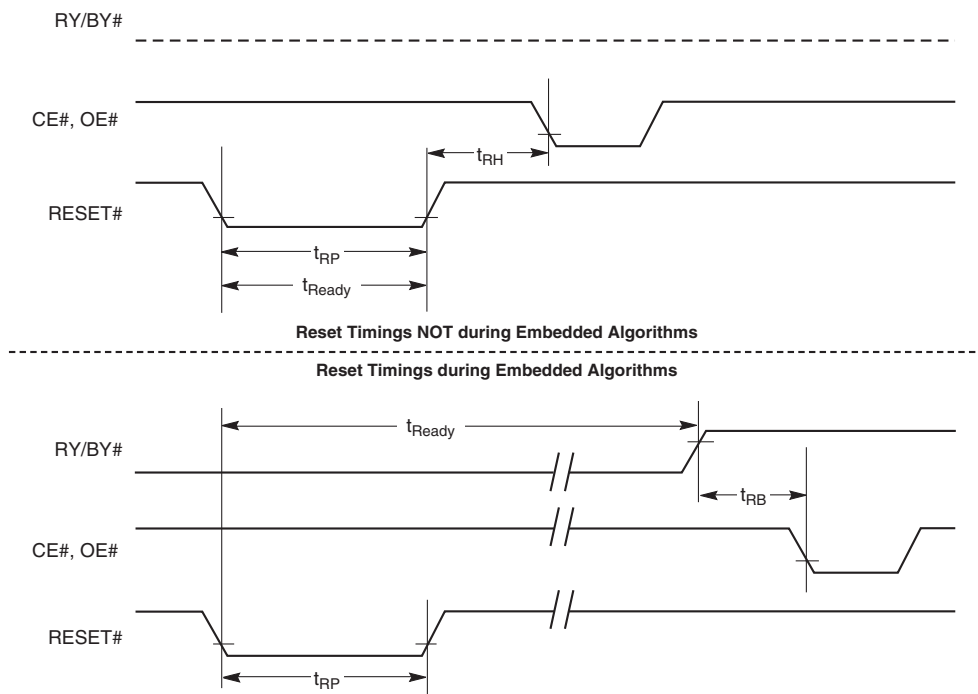 RY/BY#
CE#, OE#
tRH
RESET#
tRP
tReady
Reset Timings NOT during Embedded Algorithms
Reset Timings during Embedded Algorithms
tReady
RY/BY#
tRB
CE#, OE#
RESET#
tRP